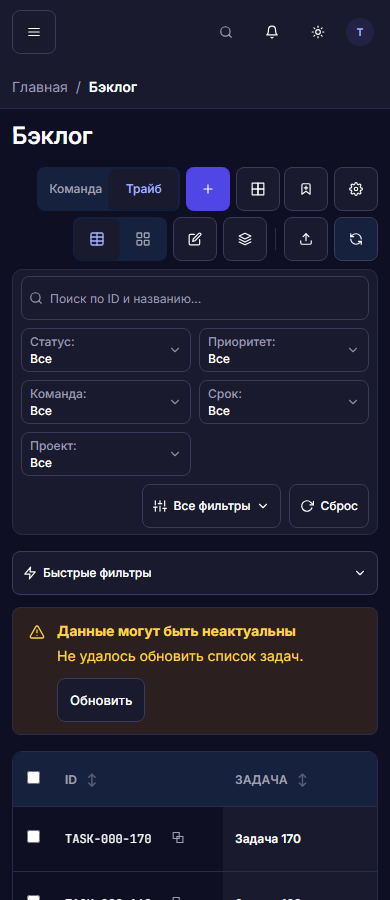 T
Главная / Бэклог
Бэклог
Команда Трайб
Поиск по ID и названию...
Статус:
Все
Приоритет:
Все
Команда:
Все
Срок:
Все
Проект:
Все
Все фильтры Сброс
Быстрые фильтры
Данные могут быть неактуальны
Не удалось обновить список задач.
Обновить
ID ЗАДАЧА
TASK-000-170 Задача 170